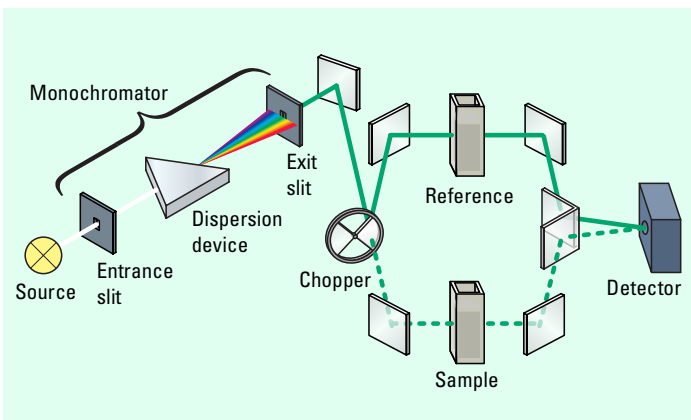 Monochromator
Exit
slit
Dispersion
device
Entrance
slit
Source
Chopper
Reference
Sample
Detector